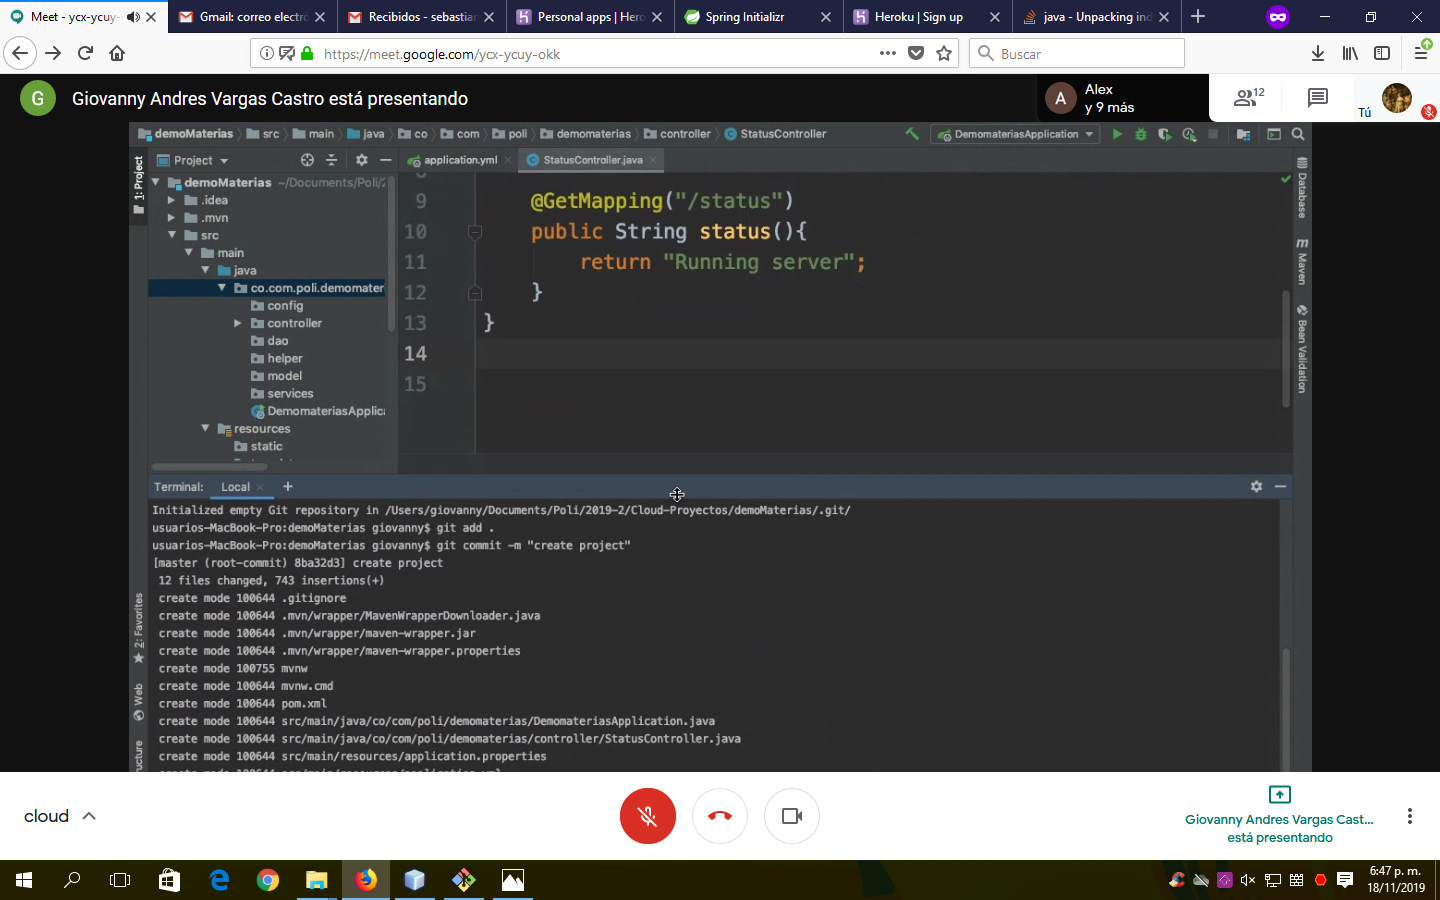 Meet - ycx-ycuy-
Gmail: correo electró
Recibidos - sebastia
Personal apps | Hero
Spring Initializr
Heroku | Sign up
java - Unpacking ind
https://meet.google.com/ycx-ycuy-okk
Buscar
G
Giovanny Andres Vargas Castro está presentando
A
Alex
y 9 más
12
Tú
demoMaterias
src
main
java
co
com
poli
demomaterias
controller
StatusController
DemomateriasApplication
1: Project
Project
application.yml
StatusController.java
Database
Maven
Bean Validation
demoMaterias ~/Documents/Poli/2
.idea
.mvn
src
main
java
co.com.poli.demomater
config
controller
dao
helper
model
services
DemomateriasApplica
resources
static
9 @GetMapping("/status")
10 public String status(){
11 return "Running server";
12 }
13 }
14
15
Terminal: Local +
2: Favorites
Web
ucture
Initialized empty Git repository in /Users/giovanny/Documents/Poli/2019-2/Cloud-Proyectos/demoMaterias/.git/
usuarios-MacBook-Pro:demoMaterias giovanny$ git add .
usuarios-MacBook-Pro:demoMaterias giovanny$ git commit -m "create project"
[master (root-commit) 8ba32d3] create project
12 files changed, 743 insertions(+)
create mode 100644 .gitignore
create mode 100644 .mvn/wrapper/MavenWrapperDownloader.java
create mode 100644 .mvn/wrapper/maven-wrapper.jar
create mode 100644 .mvn/wrapper/maven-wrapper.properties
create mode 100755 mvnw
create mode 100644 mvnw.cmd
create mode 100644 pom.xml
create mode 100644 src/main/java/co/com/poli/demomaterias/DemomateriasApplication.java
create mode 100644 src/main/java/co/com/poli/demomaterias/controller/StatusController.java
create mode 100644 src/main/resources/application.properties
cloud
Giovanny Andres Vargas Cast...
está presentando
6:47 p. m.
18/11/2019